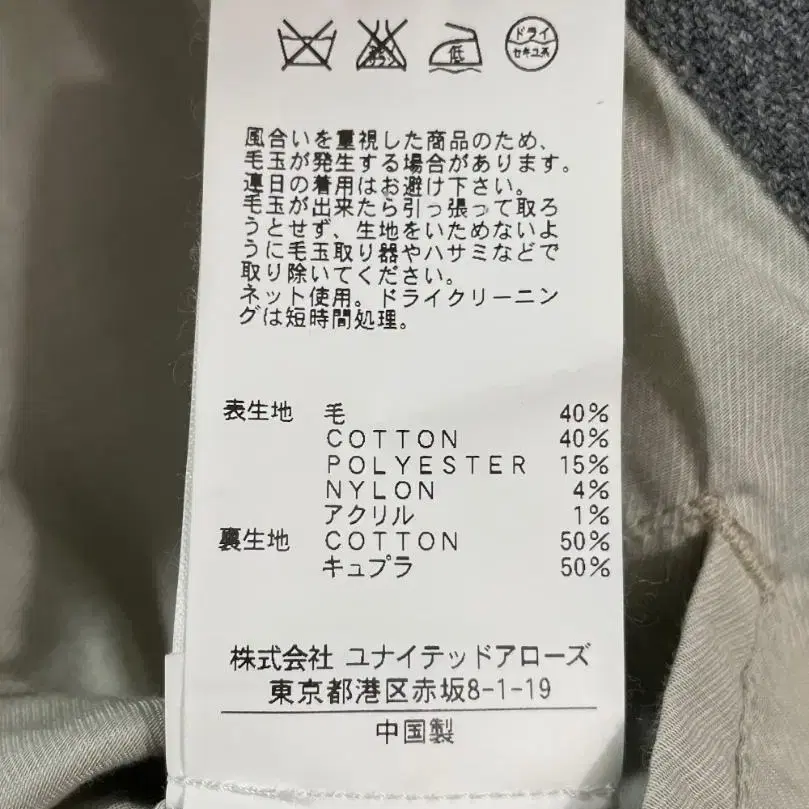 低
ドライ
セキユ系
風合いを重視した商品のため、
毛玉が発生する場合があります。
連日の着用はお避け下さい。
毛玉が出来たら引っ張って取ろ
うとせず、生地をいためないよ
うに毛玉取り器やハサミなどで
取り除いてください。
ネット使用。ドライクリーニン
グは短時間処理。
表生地 毛 40%
COTTON 40%
POLYESTER 15%
NYLON 4%
アクリル 1%
裏生地 COTTON 50%
キュプラ 50%
株式会社 ユナイテッドアローズ
東京都港区赤坂8-1-19
中国製